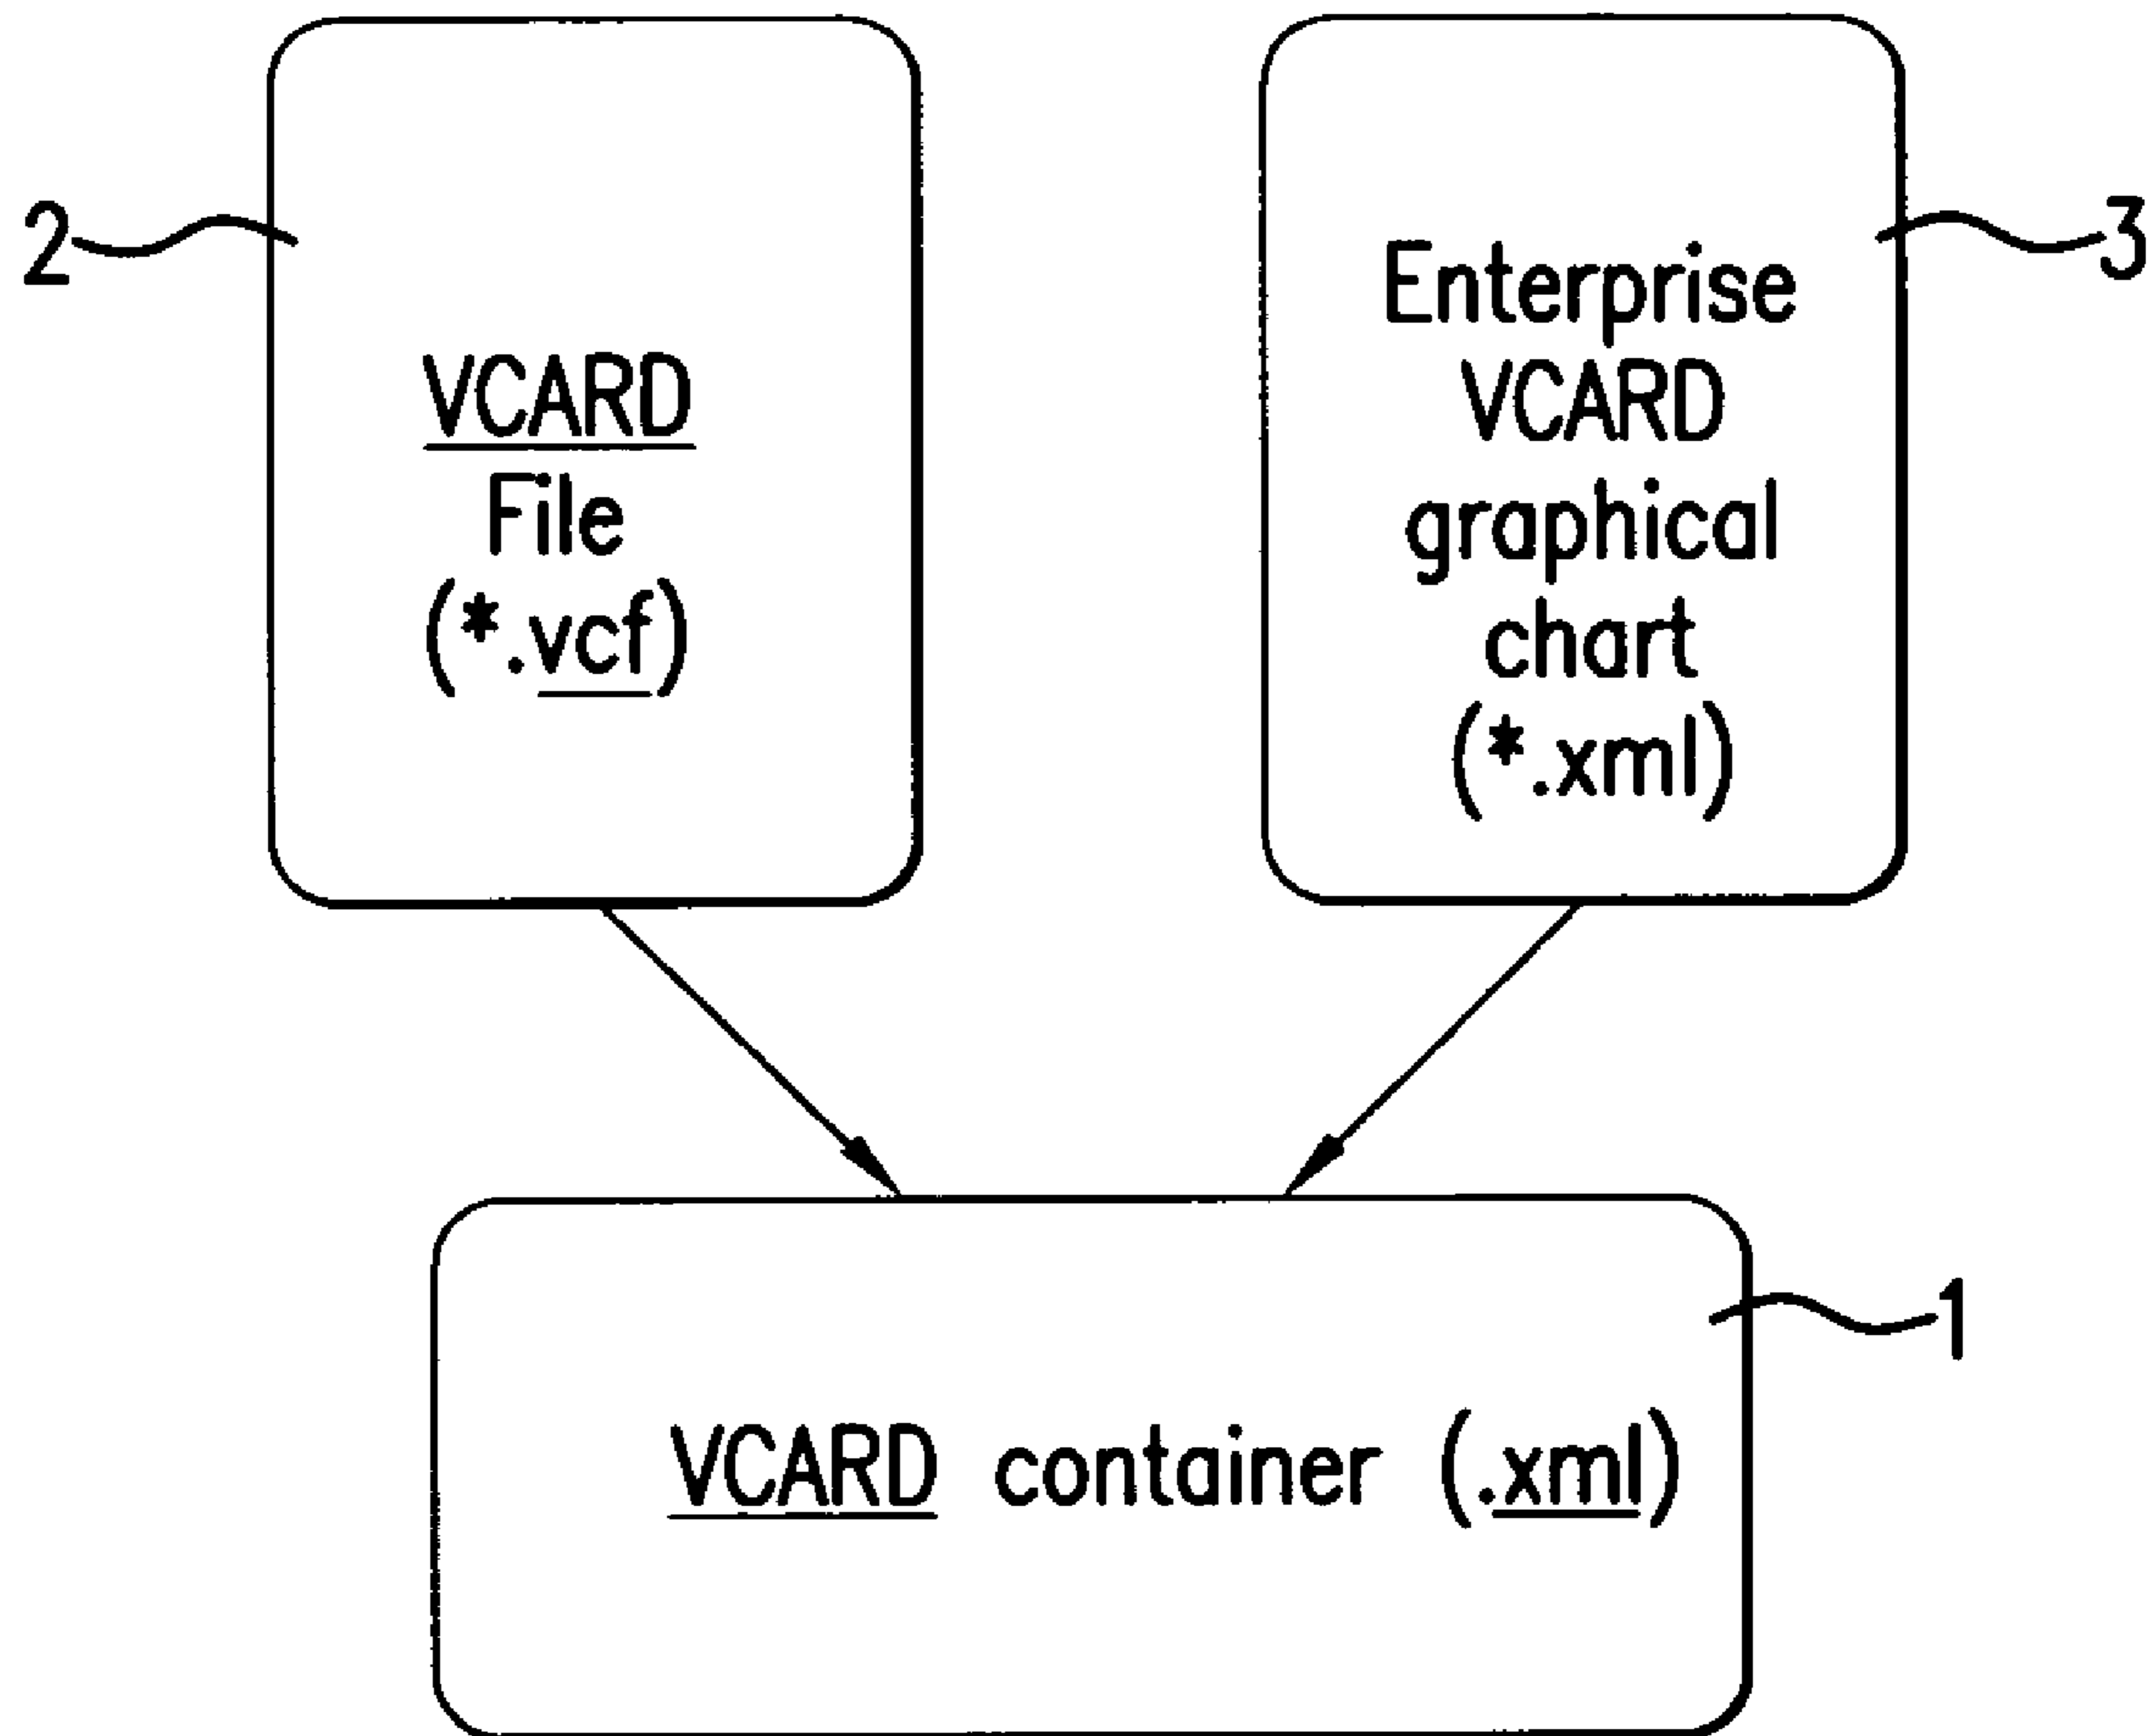 2
VCARD
File
(*.vcf)
Enterprise
VCARD
graphical
chart
(*.xml)
3
VCARD container (.xml)
1